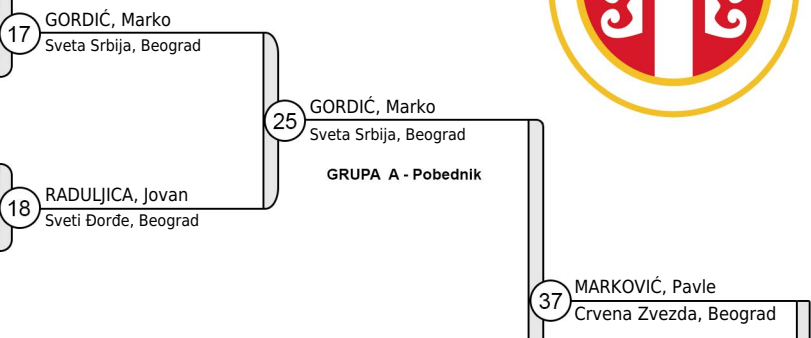 17
GORDIĆ, Marko
Sveta Srbija, Beograd
25
GORDIĆ, Marko
Sveta Srbija, Beograd
GRUPA A - Pobednik
18
RADULJICA, Jovan
Sveti Đorđe, Beograd
37
MARKOVIĆ, Pavle
Crvena Zvezda, Beograd